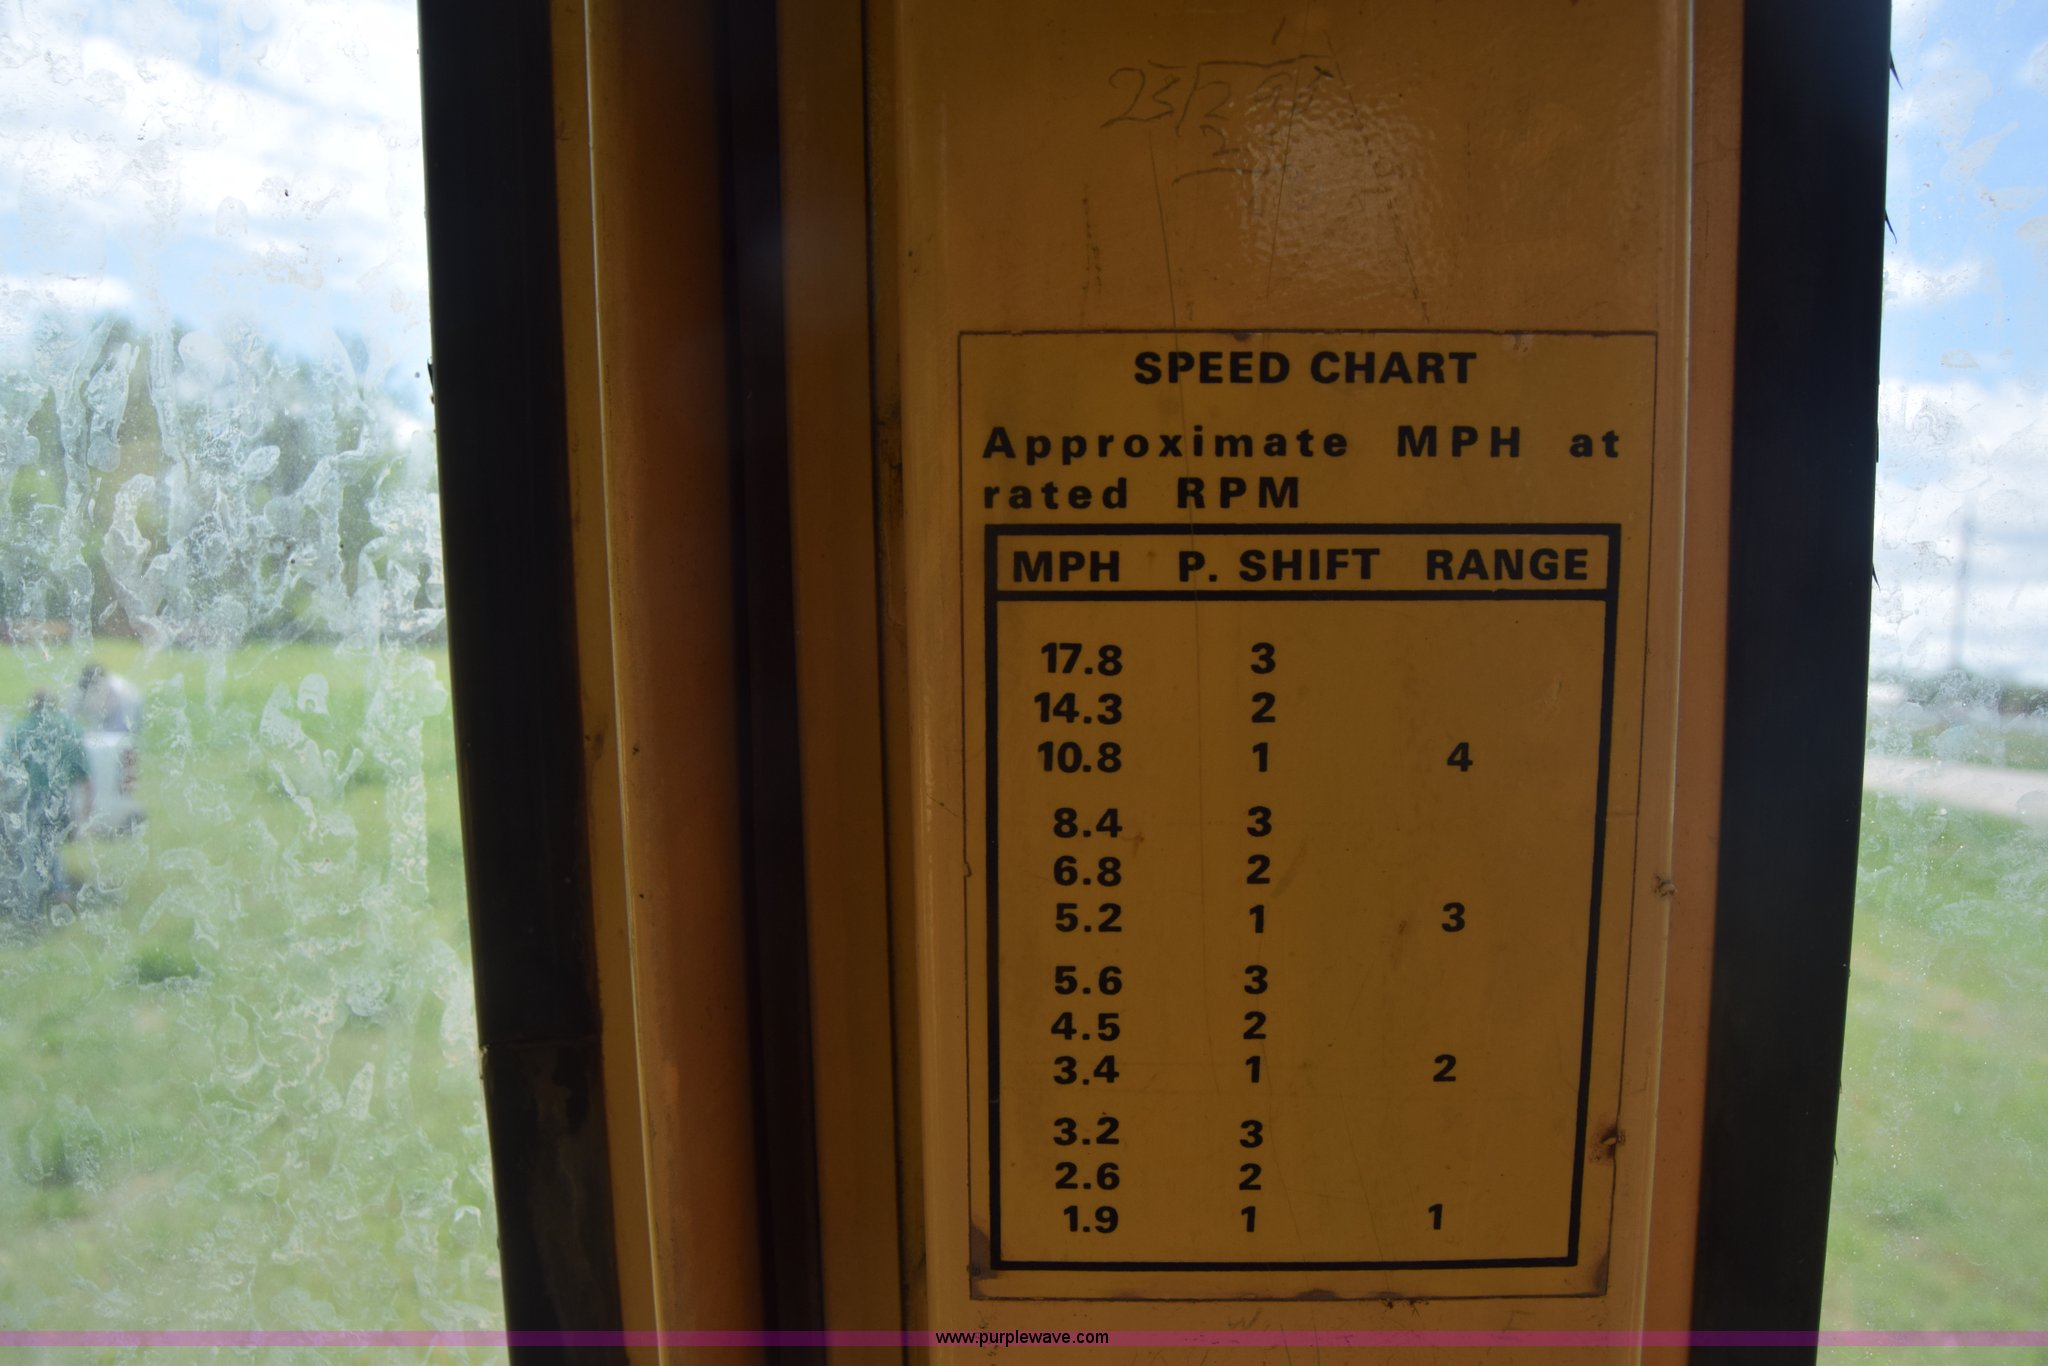 SPEED CHART
Approximate MPH at
rated RPM
MPH P. SHIFT RANGE
17.8 3
14.3 2
10.8 1 4
8.4 3
6.8 2
5.2 1 3
5.6 3
4.5 2
3.4 1 2
3.2 3
2.6 2
1.9 1 1
www.purplewave.com